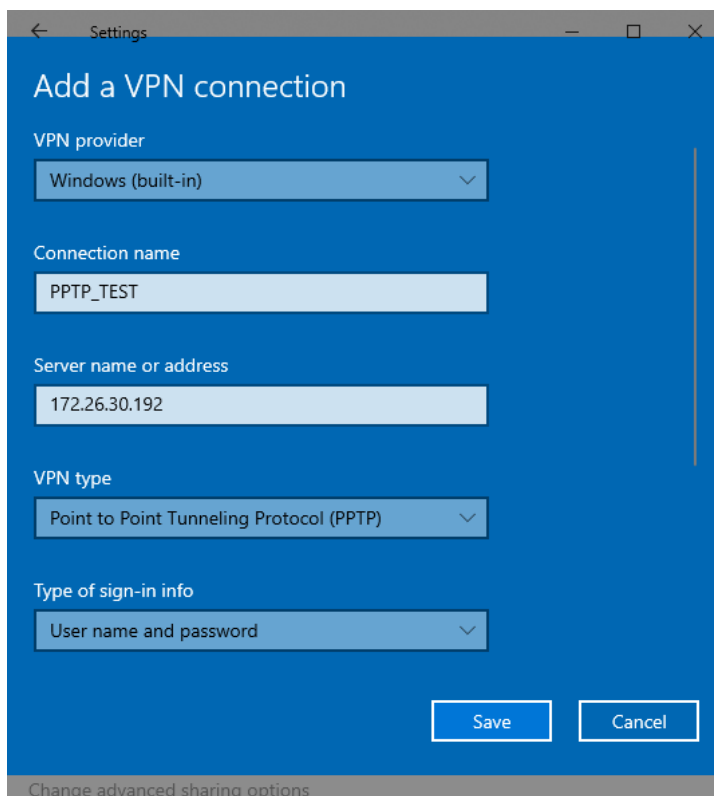 Settings
Add a VPN connection
VPN provider
Windows (built-in)
Connection name
PPTP_TEST
Server name or address
172.26.30.192
VPN type
Point to Point Tunneling Protocol (PPTP)
Type of sign-in info
User name and password
Save Cancel
Change advanced sharing options